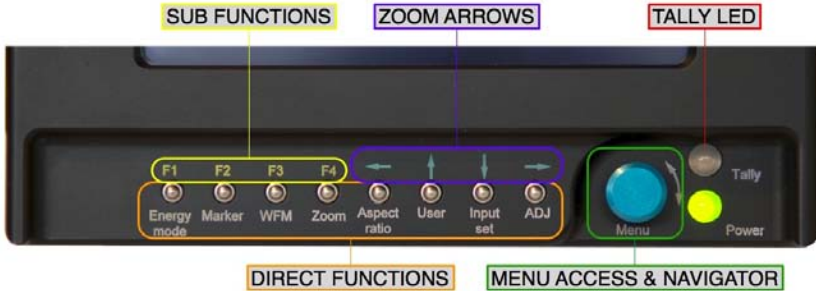 SUB FUNCTIONS
ZOOM ARROWS
TALLY LED
F1 F2 F3 F4
Energy mode
Marker
WFM
Zoom
Aspect ratio
User
Input set
ADJ
Menu
Tally
Power
DIRECT FUNCTIONS
MENU ACCESS & NAVIGATOR